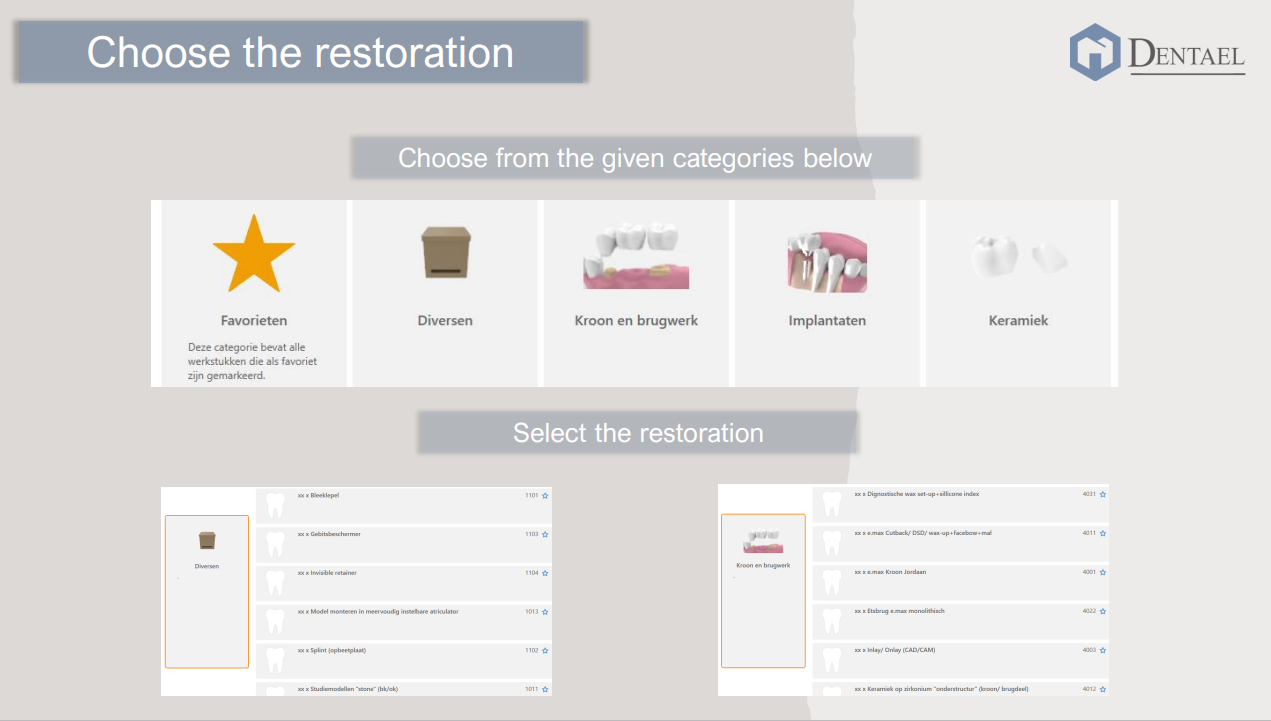 Choose the restoration
DENTAEL
Choose from the given categories below
Favorieten
Deze categorie bevat alle
werkstukken die als favoriet
zijn gemarkeerd.
Diversen
Kroon en brugwerk
Implantaten
Keramiek
Select the restoration
Diversen
xx x Bleeklepel 1101
xx x Gebitsbeschermer 1103
xx x Invisible retainer 1104
xx x Model monteren in meervoudig instelbare atriculator 1013
xx x Splint (opbeetplaat) 1102
xx x Studiemodellen "stone" (bk/ok) 1011
Kroon en brugwerk
xx x Dignostische wax set-up+sillicone index 4031
xx x e.max Cutback/ DSD/ wax-up+facebow+mal 4011
xx x e.max Kroon Jordaan 4001
xx x Etsbrug e.max monolithisch 4022
xx x Inlay/ Onlay (CAD/CAM) 4003
xx x Keramiek op zirkonium "onderstructur" (kroon/ brugdeel) 4012